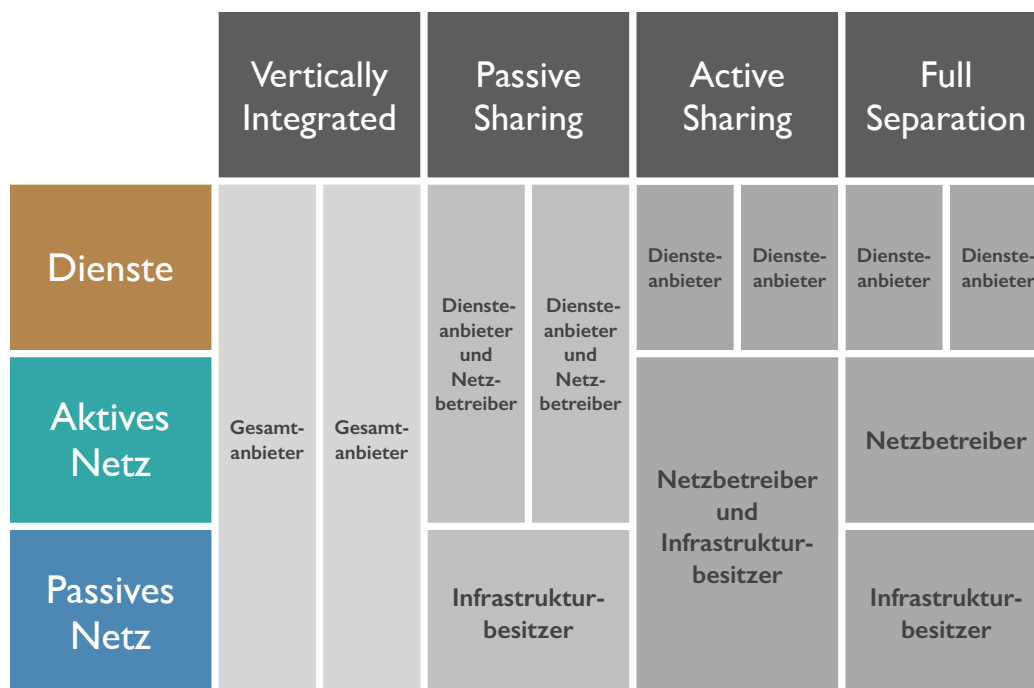 Vertically
Integrated
Passive
Sharing
Active
Sharing
Full
Separation
Dienste
Dienste-
anbieter
Dienste-
anbieter
Dienste-
anbieter
Dienste-
anbieter
Dienste-
anbieter
und
Netz-
betreiber
Dienste-
anbieter
und
Netz-
betreiber
Aktives
Netz
Gesamt-
anbieter
Gesamt-
anbieter
Netzbetreiber
und
Infrastruktur-
besitzer
Netzbetreiber
Passives
Netz
Infrastruktur-
besitzer
Infrastruktur-
besitzer